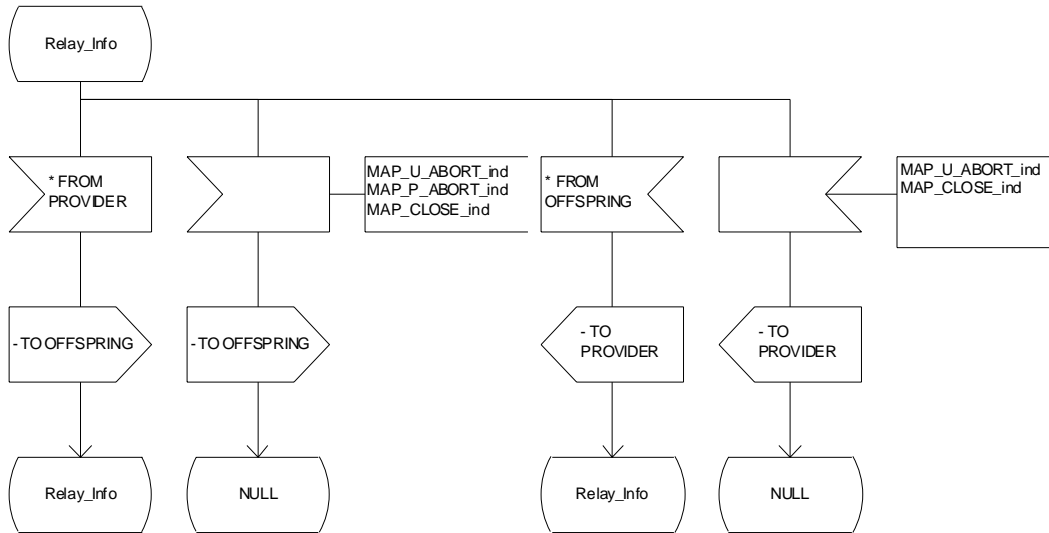 Relay_Info
* FROM
PROVIDER
MAP_U_ABORT_ind
MAP_P_ABORT_ind
MAP_CLOSE_ind
* FROM
OFFSPRING
MAP_U_ABORT_ind
MAP_CLOSE_ind
- TO OFFSPRING
- TO OFFSPRING
- TO
PROVIDER
- TO
PROVIDER
Relay_Info
NULL
Relay_Info
NULL